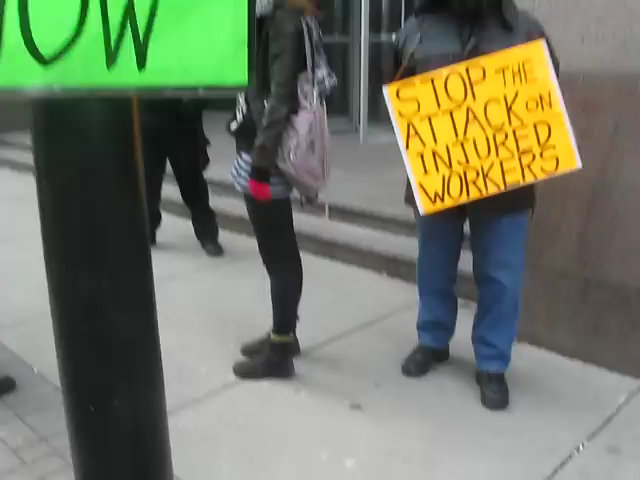 OW
STOP THE
ATTACK ON
INJURED
WORKERS